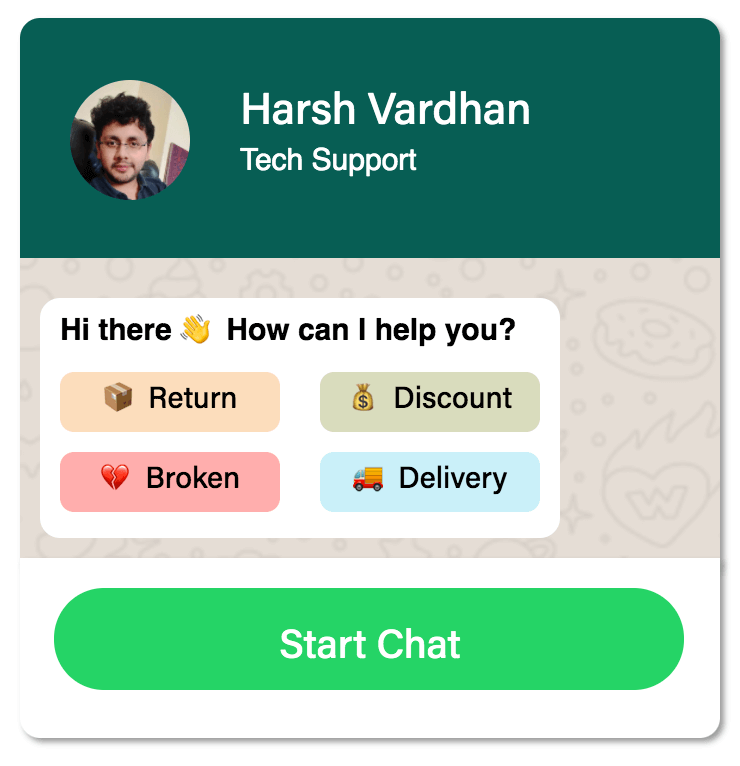 Harsh Vardhan
Tech Support
Hi there 👋 How can I help you?
📦 Return
💰 Discount
💔 Broken
🚚 Delivery
Start Chat